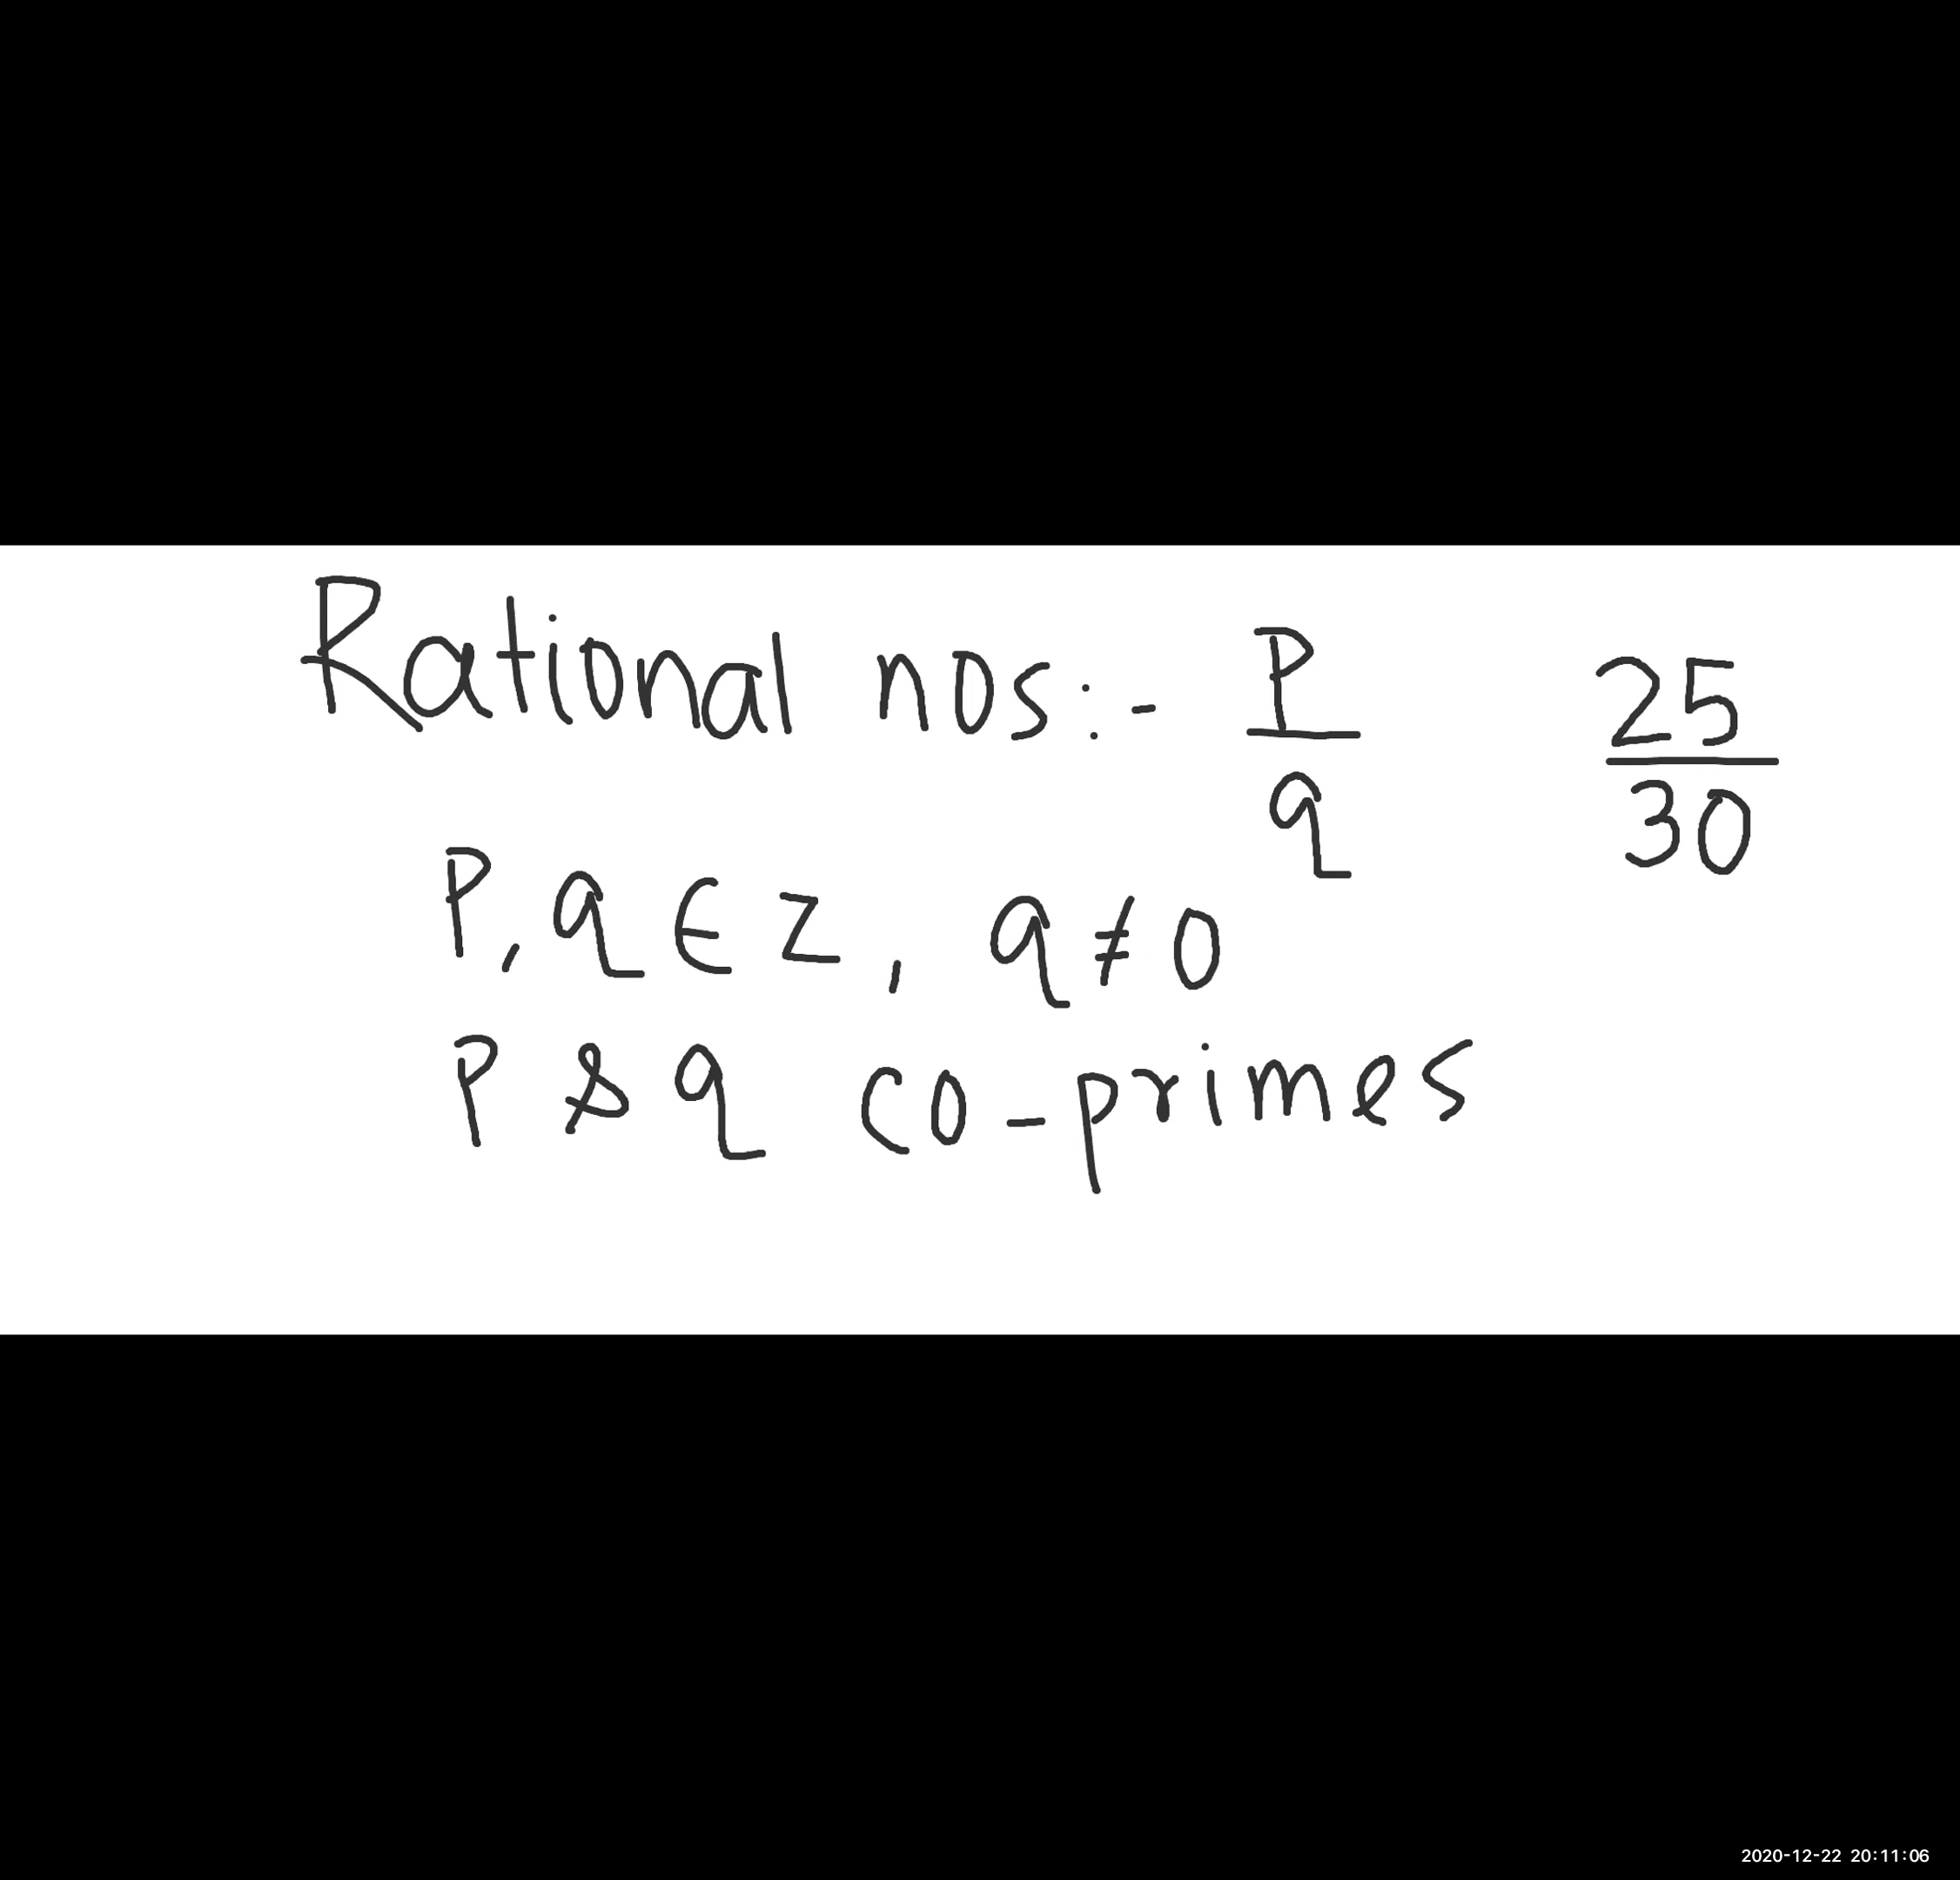 Rational nos:- P/q 25/30
P, q ∈ Z, q ≠ 0
P & q co-primes
2020-12-22 20:11:06